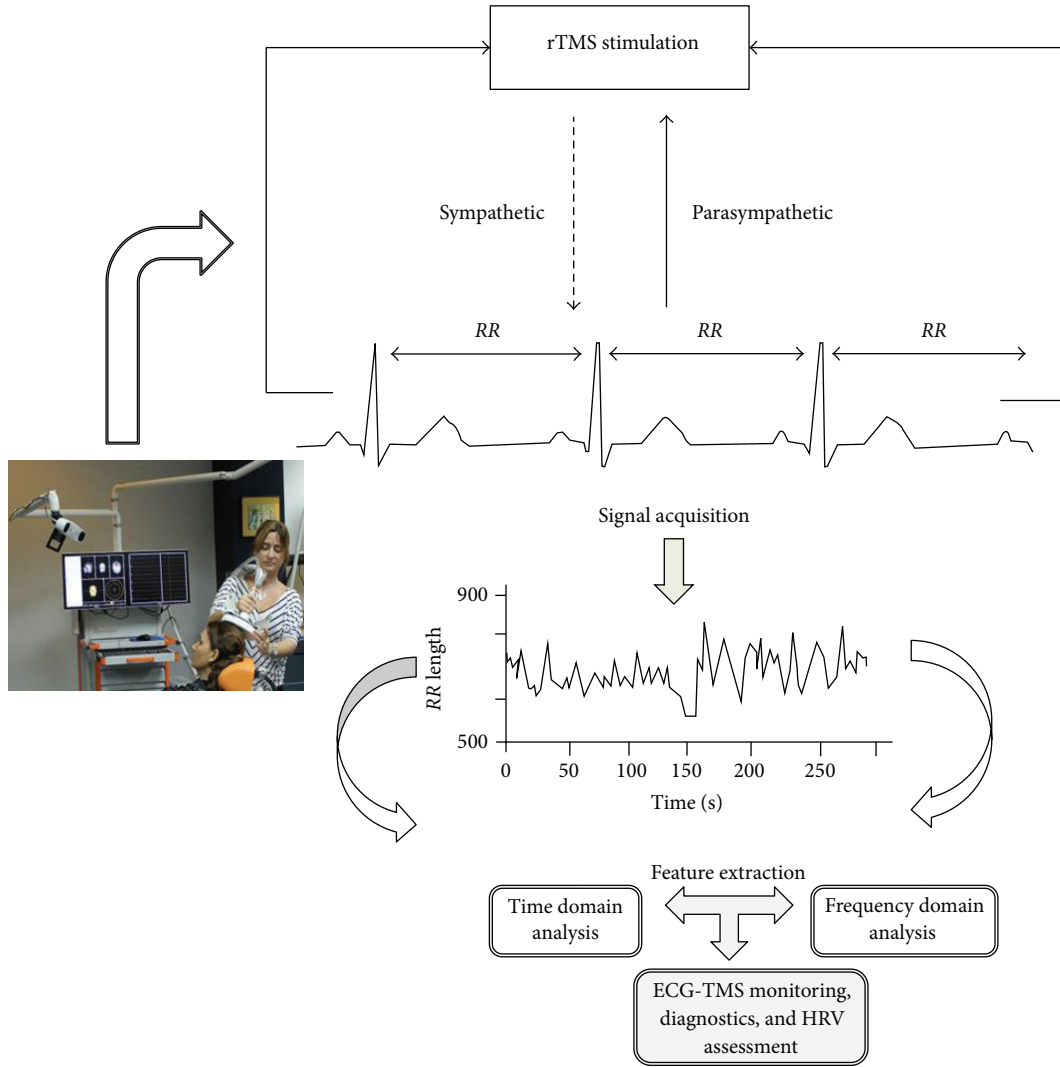 rTMS stimulation
Sympathetic
Parasympathetic
RR
RR
RR
Signal acquisition
900
500
RR length
0 50 100 150 200 250
Time (s)
Feature extraction
Time domain
analysis
Frequency domain
analysis
ECG-TMS monitoring,
diagnostics, and HRV
assessment